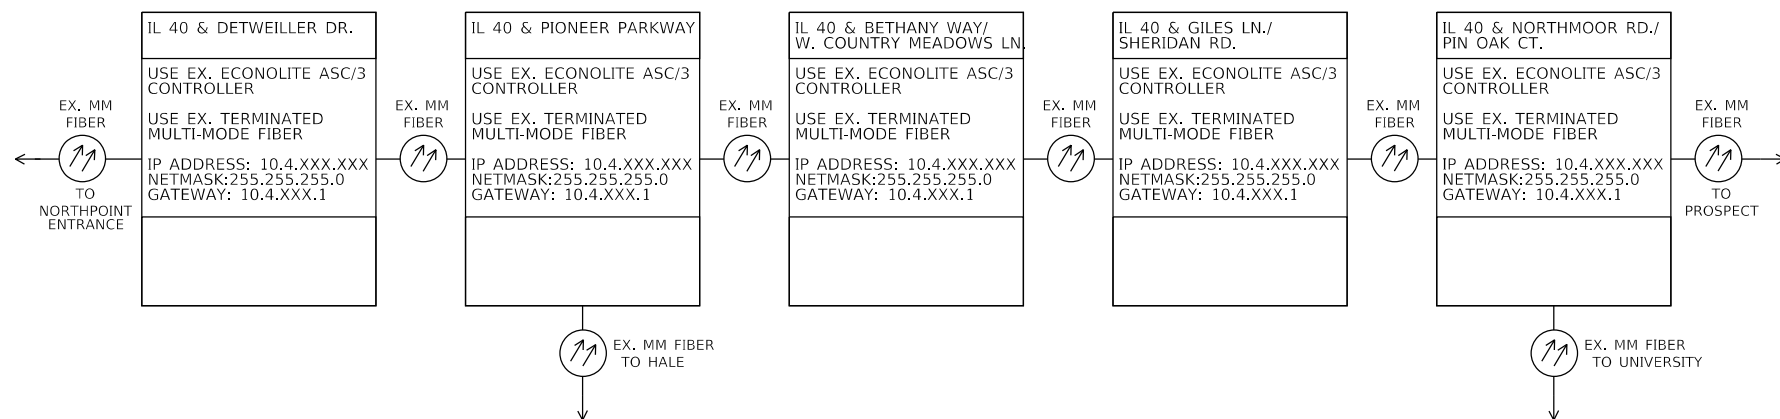 IL 40 & DETWEILLER DR.
USE EX. ECONOLITE ASC/3
CONTROLLER
USE EX. TERMINATED
MULTI-MODE FIBER
IP ADDRESS: 10.4.XXX.XXX
NETMASK:255.255.255.0
GATEWAY: 10.4.XXX.1
EX. MM
FIBER
TO
NORTHPOINT
ENTRANCE
EX. MM
FIBER
IL 40 & PIONEER PARKWAY
USE EX. ECONOLITE ASC/3
CONTROLLER
USE EX. TERMINATED
MULTI-MODE FIBER
IP ADDRESS: 10.4.XXX.XXX
NETMASK:255.255.255.0
GATEWAY: 10.4.XXX.1
EX. MM FIBER
TO HALE
EX. MM
FIBER
IL 40 & BETHANY WAY/
W. COUNTRY MEADOWS LN.
USE EX. ECONOLITE ASC/3
CONTROLLER
USE EX. TERMINATED
MULTI-MODE FIBER
IP ADDRESS: 10.4.XXX.XXX
NETMASK:255.255.255.0
GATEWAY: 10.4.XXX.1
EX. MM
FIBER
IL 40 & GILES LN./
SHERIDAN RD.
USE EX. ECONOLITE ASC/3
CONTROLLER
USE EX. TERMINATED
MULTI-MODE FIBER
IP ADDRESS: 10.4.XXX.XXX
NETMASK:255.255.255.0
GATEWAY: 10.4.XXX.1
EX. MM
FIBER
IL 40 & NORTHMOOR RD./
PIN OAK CT.
USE EX. ECONOLITE ASC/3
CONTROLLER
USE EX. TERMINATED
MULTI-MODE FIBER
IP ADDRESS: 10.4.XXX.XXX
NETMASK:255.255.255.0
GATEWAY: 10.4.XXX.1
EX. MM
FIBER
TO
PROSPECT
EX. MM FIBER
TO UNIVERSITY